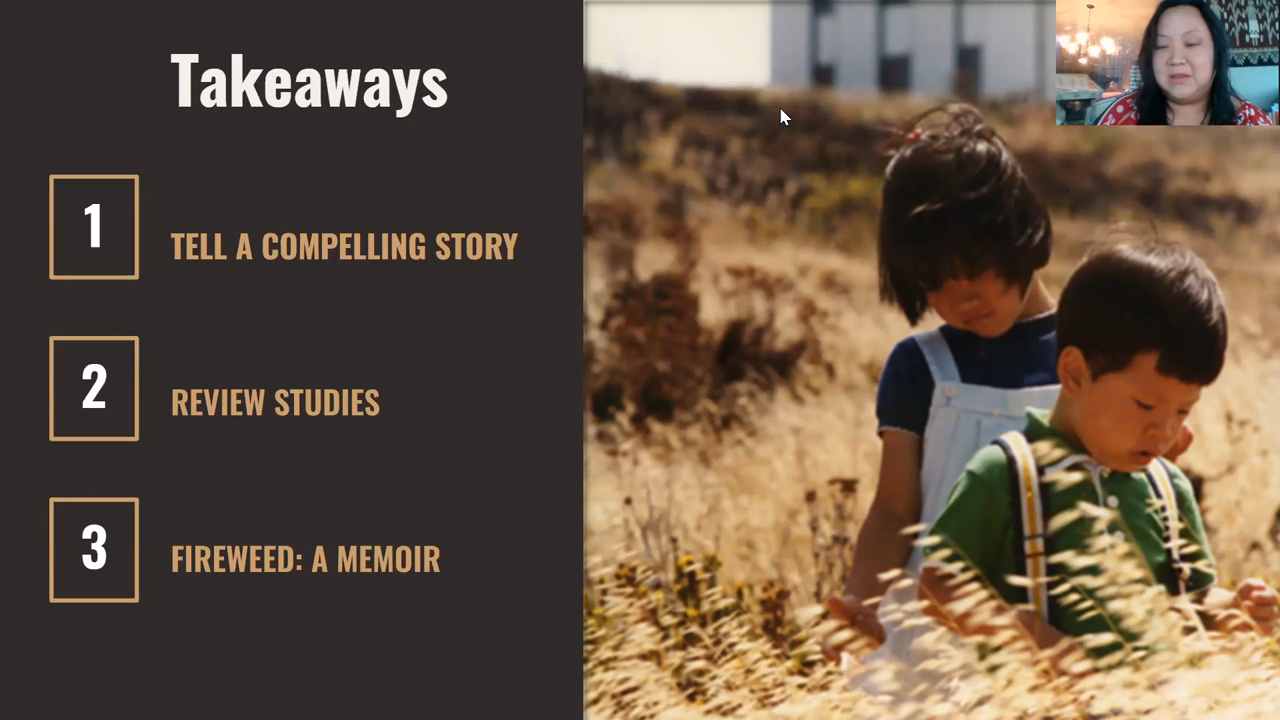 Takeaways
1
TELL A COMPELLING STORY
2
REVIEW STUDIES
3
FIREWEED: A MEMOIR